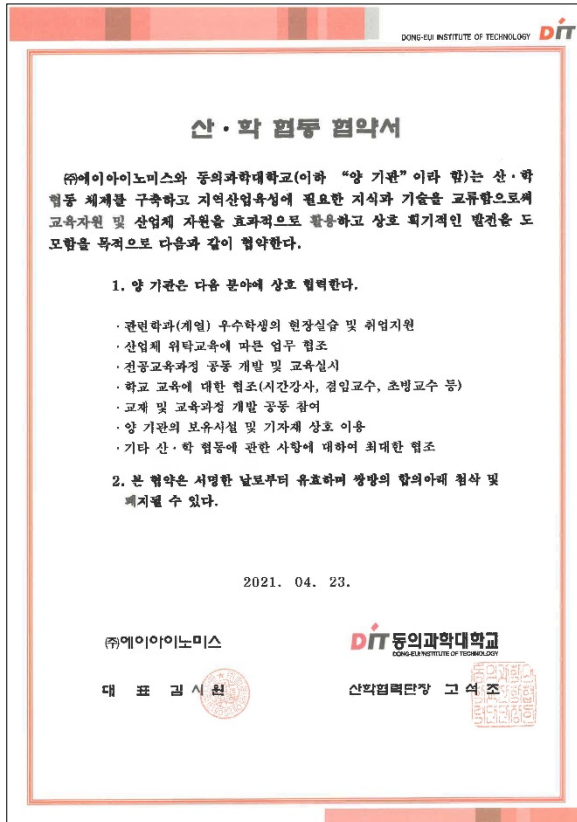 DONG-EUI INSTITUTE OF TECHNOLOGY DIT
산·학 협동 협약서
㈜에이아이노미스와 동의과학대학교(이하 “양 기관”이라 함)는 산·학
협동 체제를 구축하고 지역산업육성에 필요한 지식과 기술을 교류함으로써
교육자원 및 산업체 자원을 효과적으로 활용하고 상호 획기적인 발전을 도
모함을 목적으로 다음과 같이 협약한다.
1. 양 기관은 다음 분야에 상호 협력한다.
· 관련학과(계열) 우수학생의 현장실습 및 취업지원
· 산업체 위탁교육에 따른 업무 협조
· 전공교육과정 공동 개발 및 교육실시
· 학교 교육에 대한 협조(시간강사, 겸임교수, 초빙교수 등)
· 교재 및 교육과정 개발 공동 참여
· 양 기관의 보유시설 및 기자재 상호 이용
· 기타 산·학 협동에 관한 사항에 대하여 최대한 협조
2. 본 협약은 서명한 날로부터 유효하며 쌍방의 합의아래 첨삭 및
폐지될 수 있다.
2021. 04. 23.
㈜에이아이노미스
DIT 동의과학대학교
DONG-EUI INSTITUTE OF TECHNOLOGY
대 표 김 시 원
산학협력단장 고 석 조